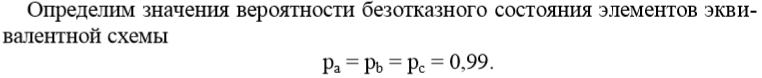 Определим значения вероятности безотказного состояния элементов экви-
валентной схемы
pa = pb = pc = 0,99.